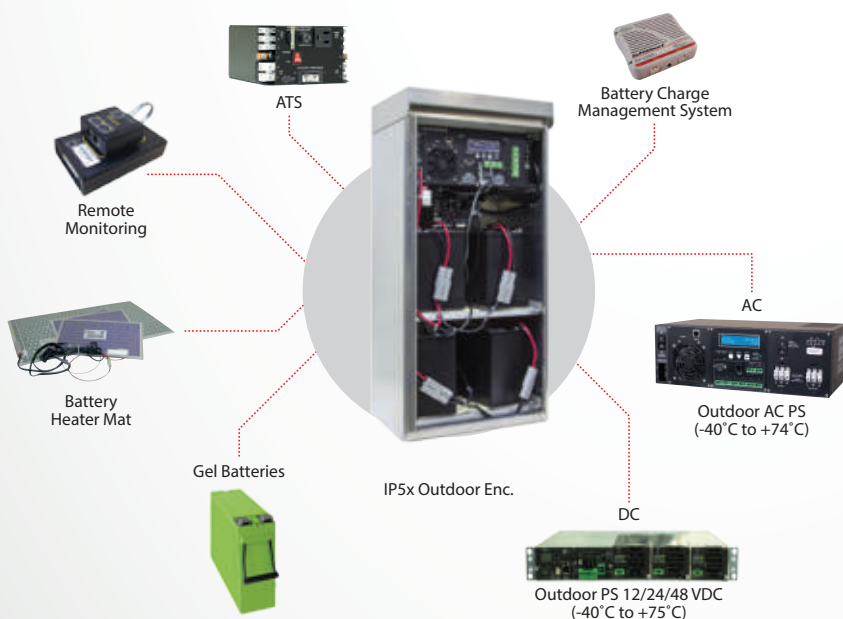 ATS
Battery Charge
Management System
Remote
Monitoring
AC
Battery
Heater Mat
Outdoor AC PS
(-40˚C to +74˚C)
Gel Batteries
IP5x Outdoor Enc.
DC
Outdoor PS 12/24/48 VDC
(-40˚C to +75˚C)